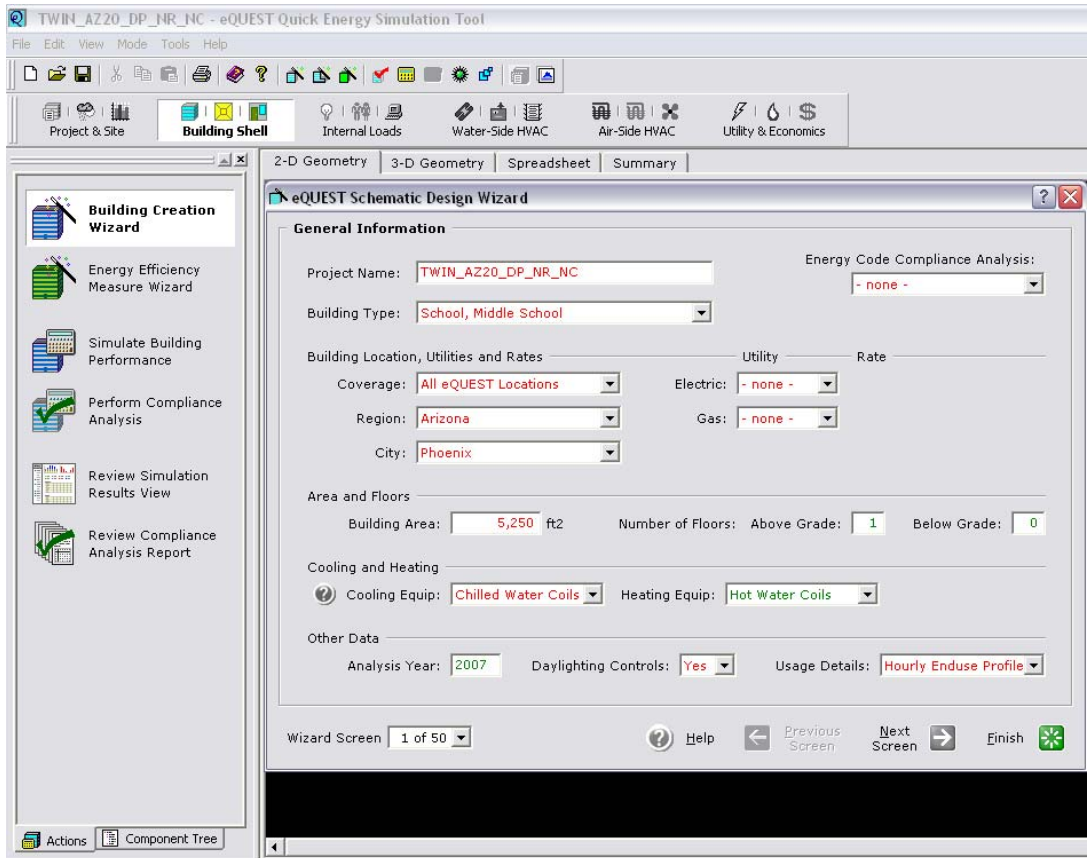 TWIN_AZ20_DP_NR_NC - eQUEST Quick Energy Simulation Tool
File Edit View Mode Tools Help
Project & Site Building Shell Internal Loads Water-Side HVAC Air-Side HVAC Utility & Economics
2-D Geometry 3-D Geometry Spreadsheet Summary
Building Creation
Wizard
Energy Efficiency
Measure Wizard
Simulate Building
Performance
Perform Compliance
Analysis
Review Simulation
Results View
Review Compliance
Analysis Report
Actions Component Tree
eQUEST Schematic Design Wizard
General Information
Project Name: TWIN_AZ20_DP_NR_NC
Energy Code Compliance Analysis:
- none -
Building Type: School, Middle School
Building Location, Utilities and Rates Utility Rate
Coverage: All eQUEST Locations Electric: - none -
Region: Arizona Gas: - none -
City: Phoenix
Area and Floors
Building Area: 5,250 ft2 Number of Floors: Above Grade: 1 Below Grade: 0
Cooling and Heating
Cooling Equip: Chilled Water Coils Heating Equip: Hot Water Coils
Other Data
Analysis Year: 2007 Daylighting Controls: Yes Usage Details: Hourly Enduse Profile
Wizard Screen 1 of 50 Help Previous Screen Next Screen Finish